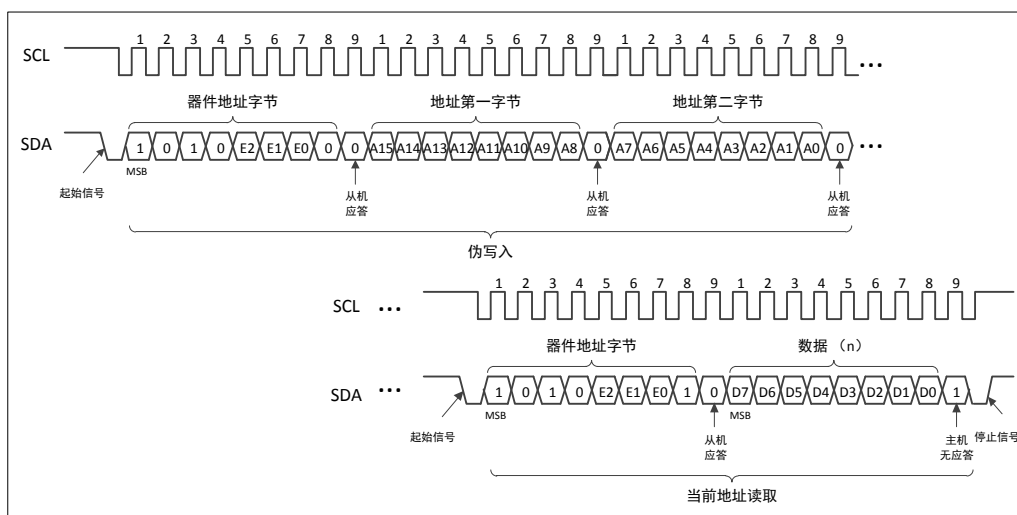 1 2 3 4 5 6 7 8 9 1 2 3 4 5 6 7 8 9 1 2 3 4 5 6 7 8 9
SCL ...
器件地址字节 地址第一字节 地址第二字节
SDA 1 0 1 0 E2 E1 E0 0 0 A15 A14 A13 A12 A11 A10 A9 A8 0 A7 A6 A5 A4 A3 A2 A1 A0 0 ...
MSB
起始信号 从机 从机 从机
应答 应答 应答
伪写入
1 2 3 4 5 6 7 8 9 1 2 3 4 5 6 7 8 9
SCL ...
器件地址字节 数据 （n）
SDA ... 1 0 1 0 E2 E1 E0 1 0 D7 D6 D5 D4 D3 D2 D1 D0 1
MSB MSB
起始信号 从机 主机 停止信号
应答 无应答
当前地址读取